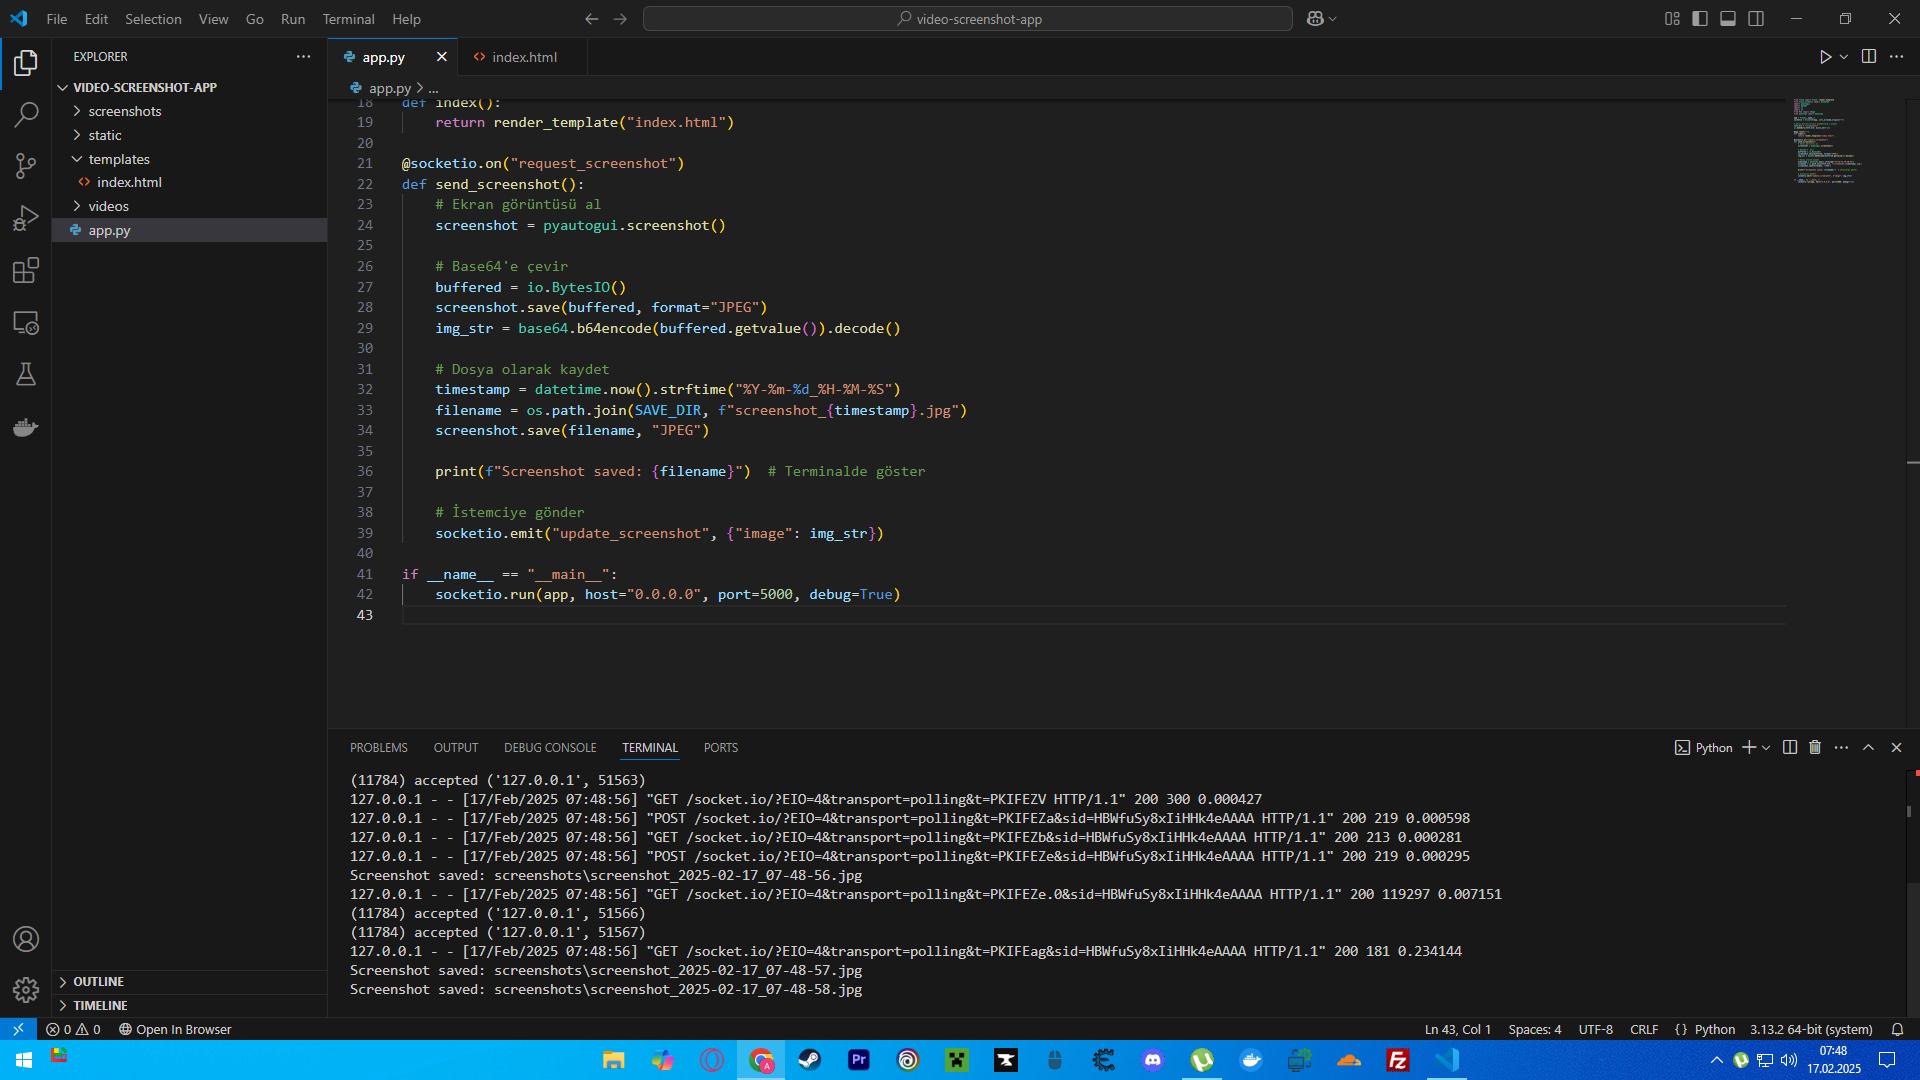 File Edit Selection View Go Run Terminal Help
video-screenshot-app
EXPLORER
VIDEO-SCREENSHOT-APP
screenshots
static
templates
index.html
videos
app.py
OUTLINE
TIMELINE
app.py
index.html
app.py > ...
18 def index():
19 return render_template("index.html")
20
21 @socketio.on("request_screenshot")
22 def send_screenshot():
23 # Ekran görüntüsü al
24 screenshot = pyautogui.screenshot()
25
26 # Base64'e çevir
27 buffered = io.BytesIO()
28 screenshot.save(buffered, format="JPEG")
29 img_str = base64.b64encode(buffered.getvalue()).decode()
30
31 # Dosya olarak kaydet
32 timestamp = datetime.now().strftime("%Y-%m-%d_%H-%M-%S")
33 filename = os.path.join(SAVE_DIR, f"screenshot_{timestamp}.jpg")
34 screenshot.save(filename, "JPEG")
35
36 print(f"Screenshot saved: {filename}")  # Terminalde göster
37
38 # İstemciye gönder
39 socketio.emit("update_screenshot", {"image": img_str})
40
41 if __name__ == "__main__":
42 socketio.run(app, host="0.0.0.0", port=5000, debug=True)
43
PROBLEMS OUTPUT DEBUG CONSOLE TERMINAL PORTS
Python
(11784) accepted ('127.0.0.1', 51563)
127.0.0.1 - - [17/Feb/2025 07:48:56] "GET /socket.io/?EIO=4&transport=polling&t=PKIFEZV HTTP/1.1" 200 300 0.000427
127.0.0.1 - - [17/Feb/2025 07:48:56] "POST /socket.io/?EIO=4&transport=polling&t=PKIFEZa&sid=HBWfuSy8xIiHHk4eAAAA HTTP/1.1" 200 219 0.000598
127.0.0.1 - - [17/Feb/2025 07:48:56] "GET /socket.io/?EIO=4&transport=polling&t=PKIFEZb&sid=HBWfuSy8xIiHHk4eAAAA HTTP/1.1" 200 213 0.000281
127.0.0.1 - - [17/Feb/2025 07:48:56] "POST /socket.io/?EIO=4&transport=polling&t=PKIFEZe&sid=HBWfuSy8xIiHHk4eAAAA HTTP/1.1" 200 219 0.000295
Screenshot saved: screenshots\screenshot_2025-02-17_07-48-56.jpg
127.0.0.1 - - [17/Feb/2025 07:48:56] "GET /socket.io/?EIO=4&transport=polling&t=PKIFEZe.0&sid=HBWfuSy8xIiHHk4eAAAA HTTP/1.1" 200 119297 0.007151
(11784) accepted ('127.0.0.1', 51566)
(11784) accepted ('127.0.0.1', 51567)
127.0.0.1 - - [17/Feb/2025 07:48:56] "GET /socket.io/?EIO=4&transport=polling&t=PKIFEag&sid=HBWfuSy8xIiHHk4eAAAA HTTP/1.1" 200 181 0.234144
Screenshot saved: screenshots\screenshot_2025-02-17_07-48-57.jpg
Screenshot saved: screenshots\screenshot_2025-02-17_07-48-58.jpg
0 0 Open In Browser
Ln 43, Col 1 Spaces: 4 UTF-8 CRLF {} Python 3.13.2 64-bit (system)
A
Pr
Fz
07:48
17.02.2025